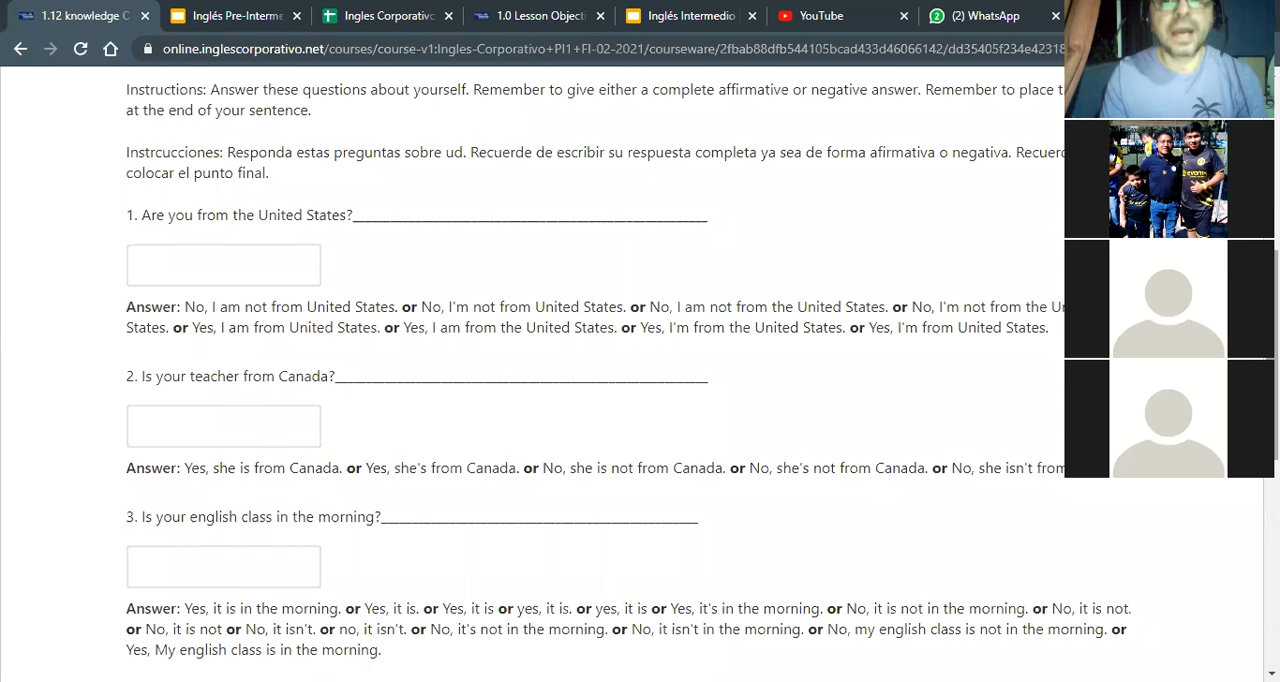 1.12 knowledge C
Inglés Pre-Interme
Ingles Corporativo
1.0 Lesson Objecti
Inglés Intermedio
YouTube
(2) WhatsApp
online.inglescorporativo.net/courses/course-v1:Ingles-Corporativo+PI1+FI-02-2021/courseware/2fbab88dfb544105bcad433d46066142/dd35405f234e42318
Instructions: Answer these questions about yourself. Remember to give either a complete affirmative or negative answer. Remember to place t
at the end of your sentence.
Instrcucciones: Responda estas preguntas sobre ud. Recuerde de escribir su respuesta completa ya sea de forma afirmativa o negativa. Recuerd
colocar el punto final.
1. Are you from the United States?
Answer: No, I am not from United States. or No, I'm not from United States. or No, I am not from the United States. or No, I'm not from the Un
States. or Yes, I am from United States. or Yes, I am from the United States. or Yes, I'm from the United States. or Yes, I'm from United States.
2. Is your teacher from Canada?
Answer: Yes, she is from Canada. or Yes, she's from Canada. or No, she is not from Canada. or No, she's not from Canada. or No, she isn't from
3. Is your english class in the morning?
Answer: Yes, it is in the morning. or Yes, it is. or Yes, it is or yes, it is. or yes, it is or Yes, it's in the morning. or No, it is not in the morning. or No, it is not.
or No, it is not or No, it isn't. or no, it isn't. or No, it's not in the morning. or No, it isn't in the morning. or No, my english class is not in the morning. or
Yes, My english class is in the morning.